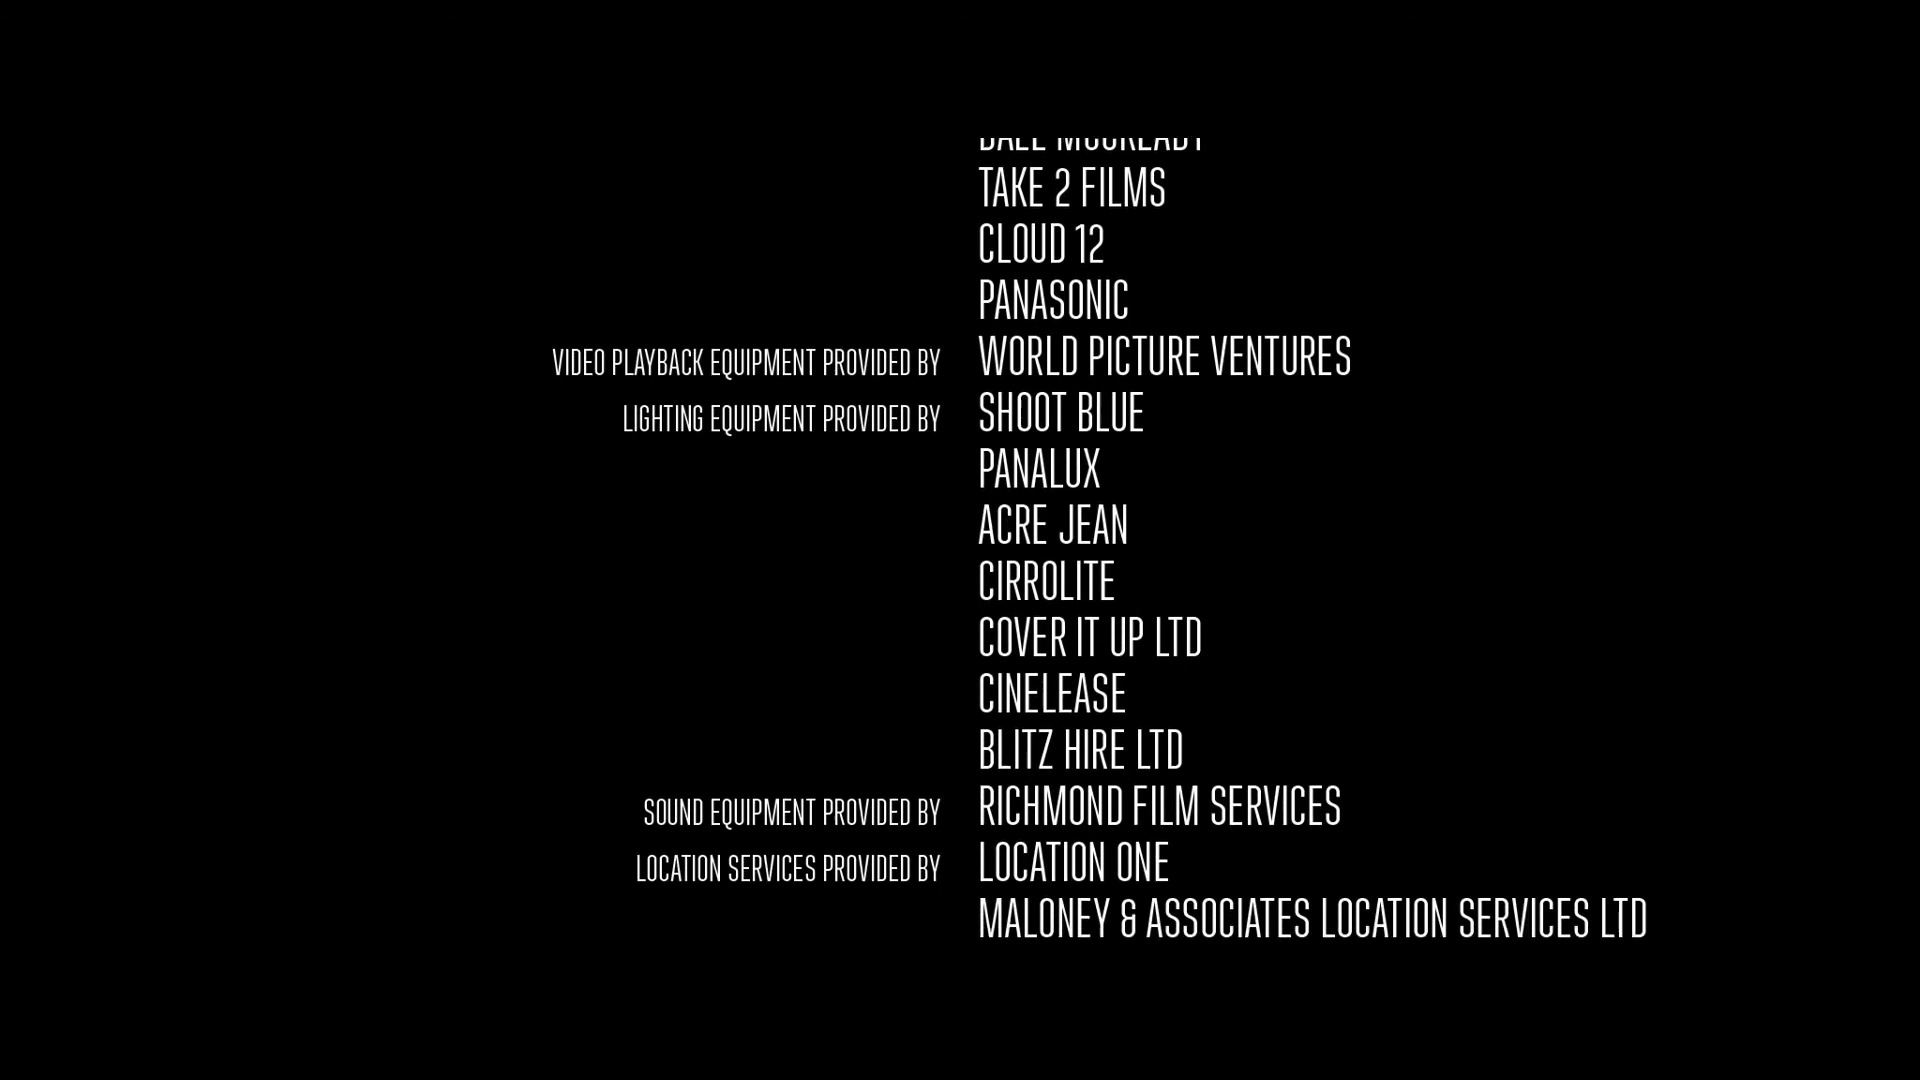 TAKE 2 FILMS
CLOUD 12
PANASONIC
VIDEO PLAYBACK EQUIPMENT PROVIDED BY WORLD PICTURE VENTURES
LIGHTING EQUIPMENT PROVIDED BY SHOOT BLUE
PANALUX
ACRE JEAN
CIRROLITE
COVER IT UP LTD
CINELEASE
BLITZ HIRE LTD
SOUND EQUIPMENT PROVIDED BY RICHMOND FILM SERVICES
LOCATION SERVICES PROVIDED BY LOCATION ONE
MALONEY & ASSOCIATES LOCATION SERVICES LTD